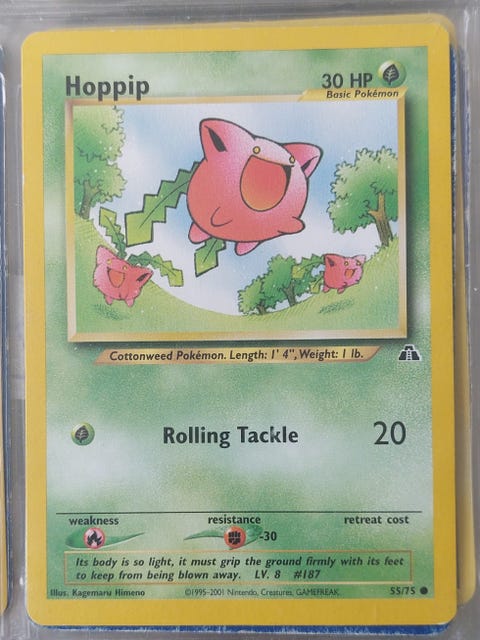 Hoppip
30 HP
Basic Pokémon
Cottonweed Pokémon. Length: 1' 4", Weight: 1 lb.
Rolling Tackle 20
weakness resistance retreat cost
-30
Its body is so light, it must grip the ground firmly with its feet
to keep from being blown away. LV. 8 #187
Illus. Kagemaru Himeno ©1995-2001 Nintendo, Creatures, GAMEFREAK. 55/75